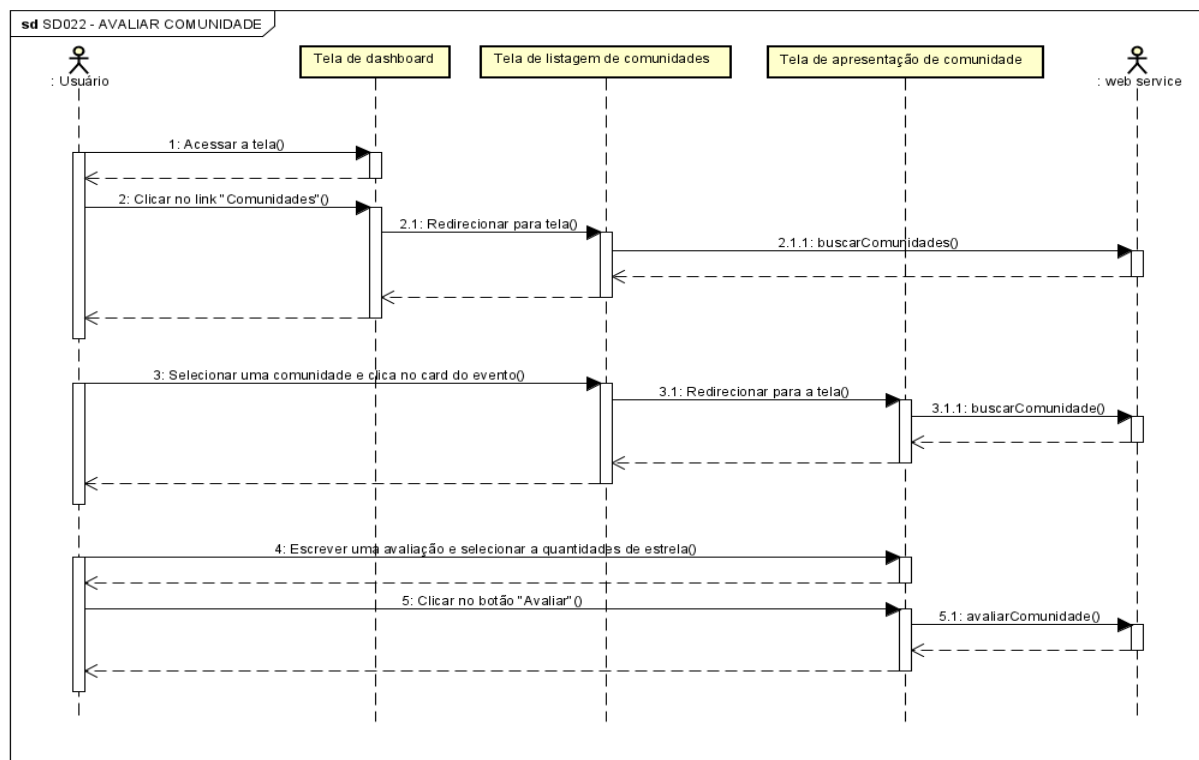 sd SD022 - AVALIAR COMUNIDADE
: Usuário
Tela de dashboard
Tela de listagem de comunidades
Tela de apresentação de comunidade
: web service
1: Acessar a tela()
2: Clicar no link "Comunidades"()
2.1: Redirecionar para tela()
2.1.1: buscarComunidades()
3: Selecionar uma comunidade e clica no card do evento()
3.1: Redirecionar para a tela()
3.1.1: buscarComunidade()
4: Escrever uma avaliação e selecionar a quantidades de estrela()
5: Clicar no botão "Avaliar"()
5.1: avaliarComunidade()